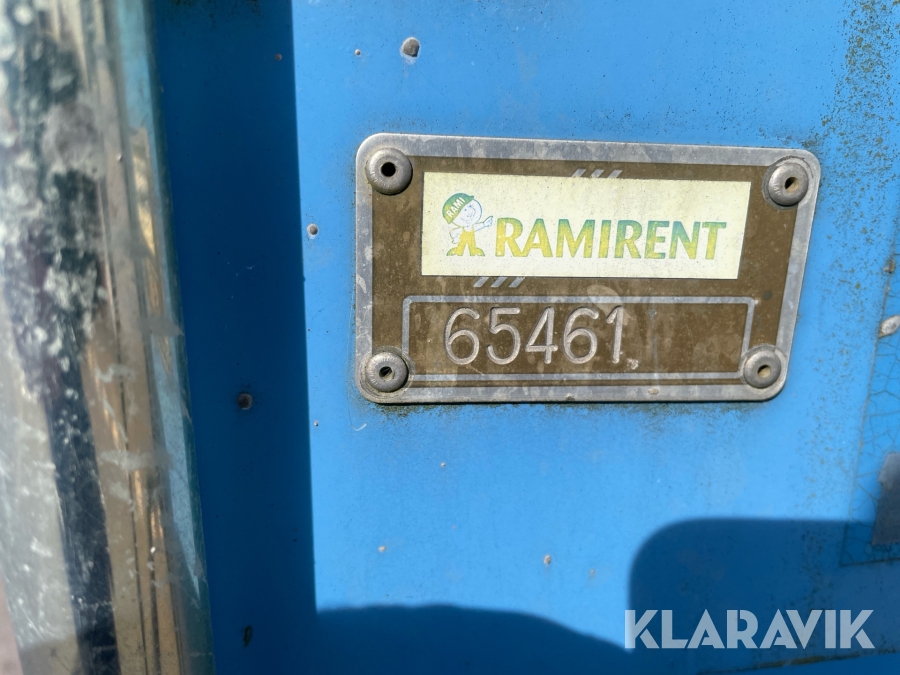 RAMI
RAMIRENT
65461
KLARAVIK